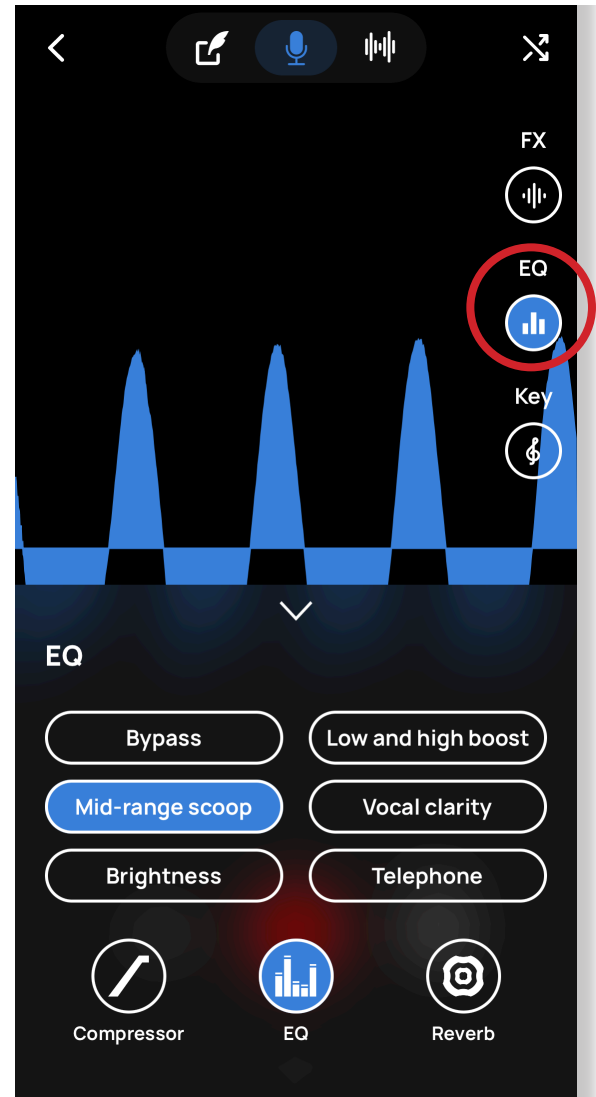 FX
EQ
Key
EQ
Bypass
Low and high boost
Mid-range scoop
Vocal clarity
Brightness
Telephone
Compressor
EQ
Reverb